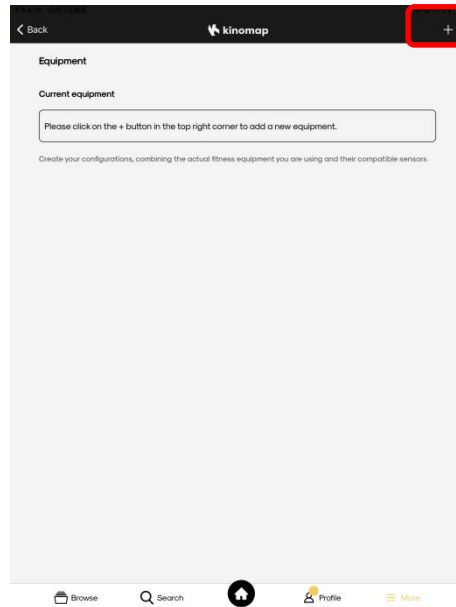 Back
kinomap
+
Equipment
Current equipment
Please click on the + button in the top right corner to add a new equipment.
Create your configurations, combining the actual fitness equipment you are using and their compatible sensors
Browse
Search
Profile
More